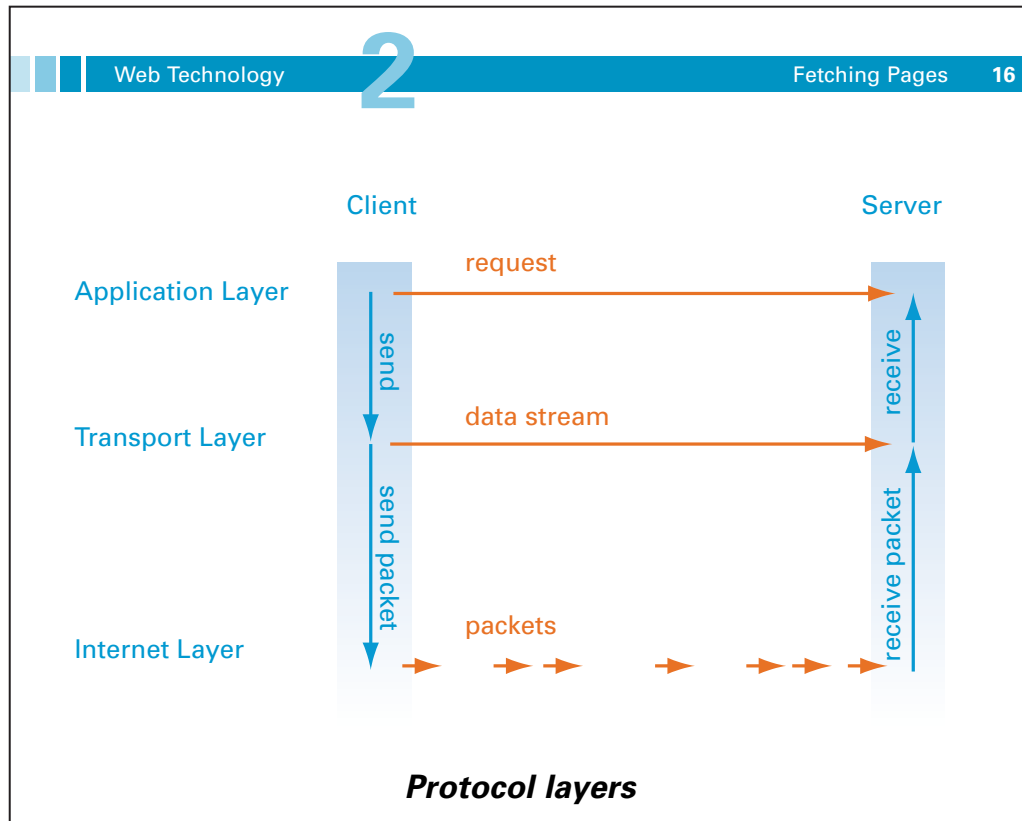 Web Technology 2 Fetching Pages 16
Client Server
request
Application Layer
send
receive
data stream
Transport Layer
send packet
receive packet
packets
Internet Layer
Protocol layers